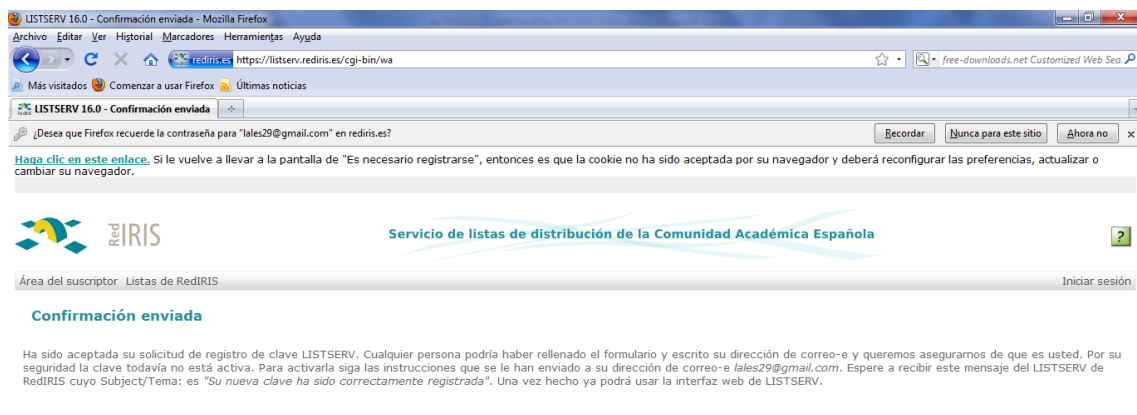 LISTSERV 16.0 - Confirmación enviada - Mozilla Firefox
Archivo Editar Ver Historial Marcadores Herramientas Ayuda
rediris.es https://listserv.rediris.es/cgi-bin/wa free-downloads.net Customized Web Sea
Más visitados Comenzar a usar Firefox Últimas noticias
LISTSERV 16.0 - Confirmación enviada
¿Desea que Firefox recuerde la contraseña para "lales29@gmail.com" en rediris.es? Recordar Nunca para este sitio Ahora no x
Haga clic en este enlace. Si le vuelve a llevar a la pantalla de "Es necesario registrarse", entonces es que la cookie no ha sido aceptada por su navegador y deberá reconfigurar las preferencias, actualizar o
cambiar su navegador.
Red IRIS Servicio de listas de distribución de la Comunidad Académica Española ?
Área del suscriptor Listas de RedIRIS Iniciar sesión
Confirmación enviada
Ha sido aceptada su solicitud de registro de clave LISTSERV. Cualquier persona podría haber rellenado el formulario y escrito su dirección de correo-e y queremos asegurarnos de que es usted. Por su
seguridad la clave todavía no está activa. Para activarla siga las instrucciones que se le han enviado a su dirección de correo-e lales29@gmail.com. Espere a recibir este mensaje del LISTSERV de
RedIRIS cuyo Subject/Tema: es "Su nueva clave ha sido correctamente registrada". Una vez hecho ya podrá usar la interfaz web de LISTSERV.